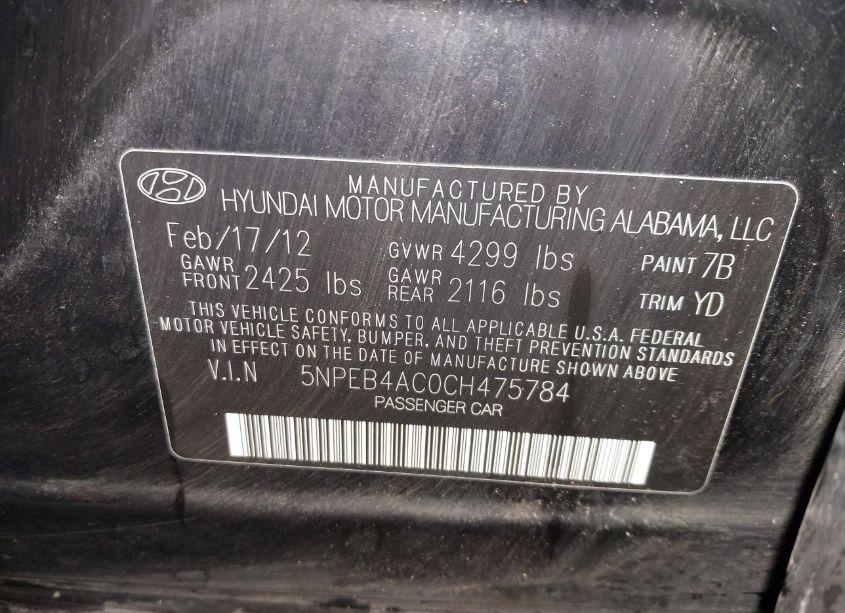 MANUFACTURED BY
HYUNDAI MOTOR MANUFACTURING ALABAMA, LLC
Feb/17/12 GVWR 4299 lbs PAINT 7B
GAWR FRONT 2425 lbs GAWR REAR 2116 lbs TRIM YD
THIS VEHICLE CONFORMS TO ALL APPLICABLE U.S.A. FEDERAL
MOTOR VEHICLE SAFETY, BUMPER, AND THEFT PREVENTION STANDARDS
IN EFFECT ON THE DATE OF MANUFACTURE SHOWN ABOVE
V.I.N 5NPEB4AC0CH475784
PASSENGER CAR